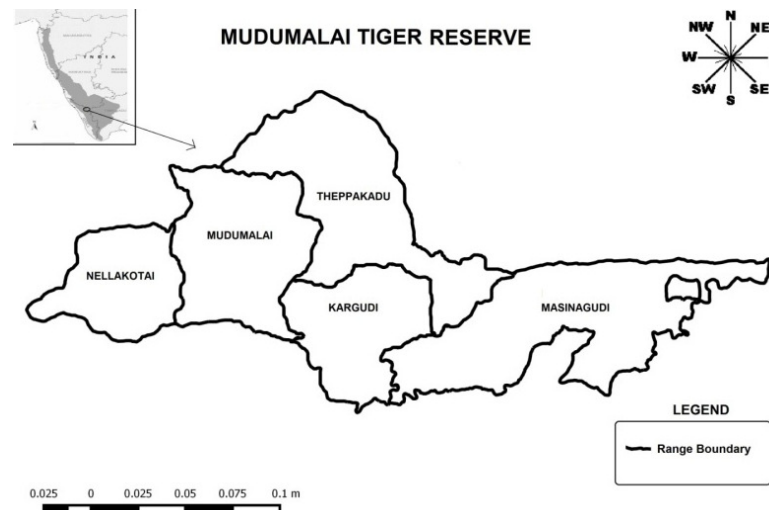 MUDUMALAI TIGER RESERVE
I N D I A
N
NW
NE
W
E
SW
SE
S
THEPPAKADU
MUDUMALAI
NELLAKOTAI
KARGUDI
MASINAGUDI
LEGEND
Range Boundary
0.025 0 0.025 0.05 0.075 0.1 m